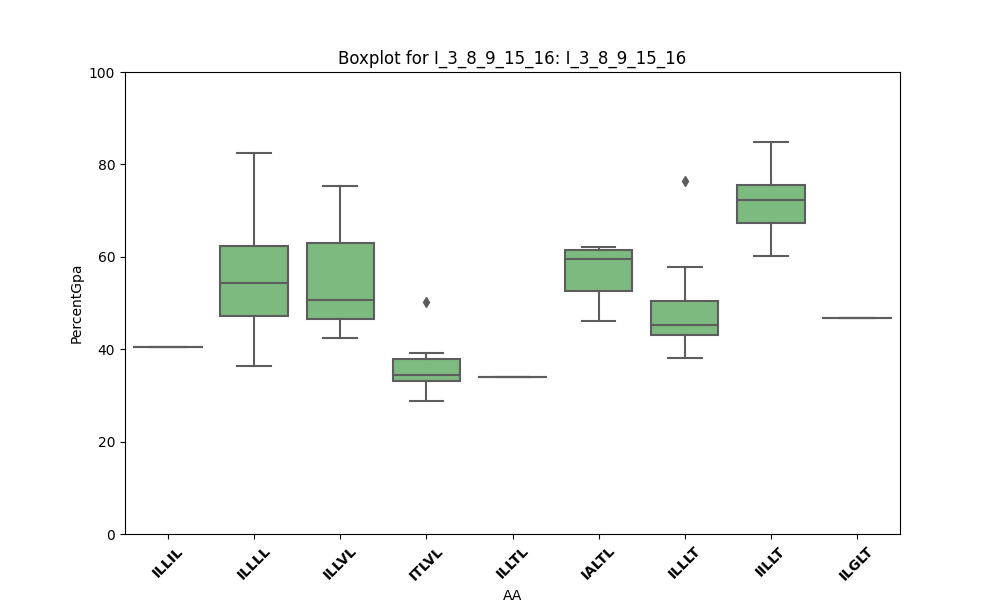 Boxplot for I_3_8_9_15_16: I_3_8_9_15_16
100
80
60
40
20
0
PercentGpa
ILLIL
ILLLL
ILLVL
ITLVL
ILLTL
IALTL
ILLLT
IILLT
ILGLT
AA